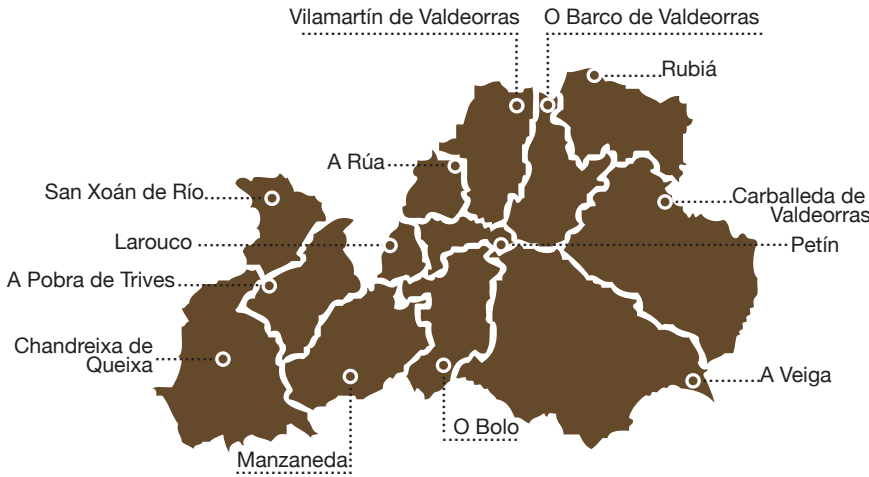 Vilamartín de Valdeorras
O Barco de Valdeorras
Rubiá
A Rúa
San Xoán de Río
Carballeda de
Valdeorras
Larouco
Petín
A Pobra de Trives
Chandreixa de
Queixa
A Veiga
O Bolo
Manzaneda